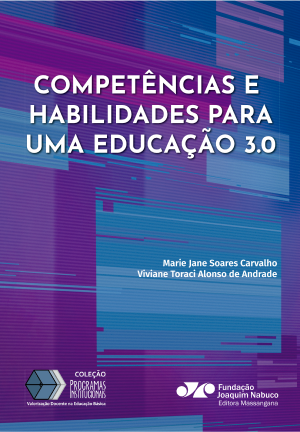 COMPETÊNCIAS E
HABILIDADES PARA
UMA EDUCAÇÃO 3.0
Marie Jane Soares Carvalho
Viviane Toraci Alonso de Andrade
COLEÇÃO
PROGRAMAS
INSTITUCIONAIS
Valorização Docente na Educação Básica
Fundação
Joaquim Nabuco
Editora Massangana